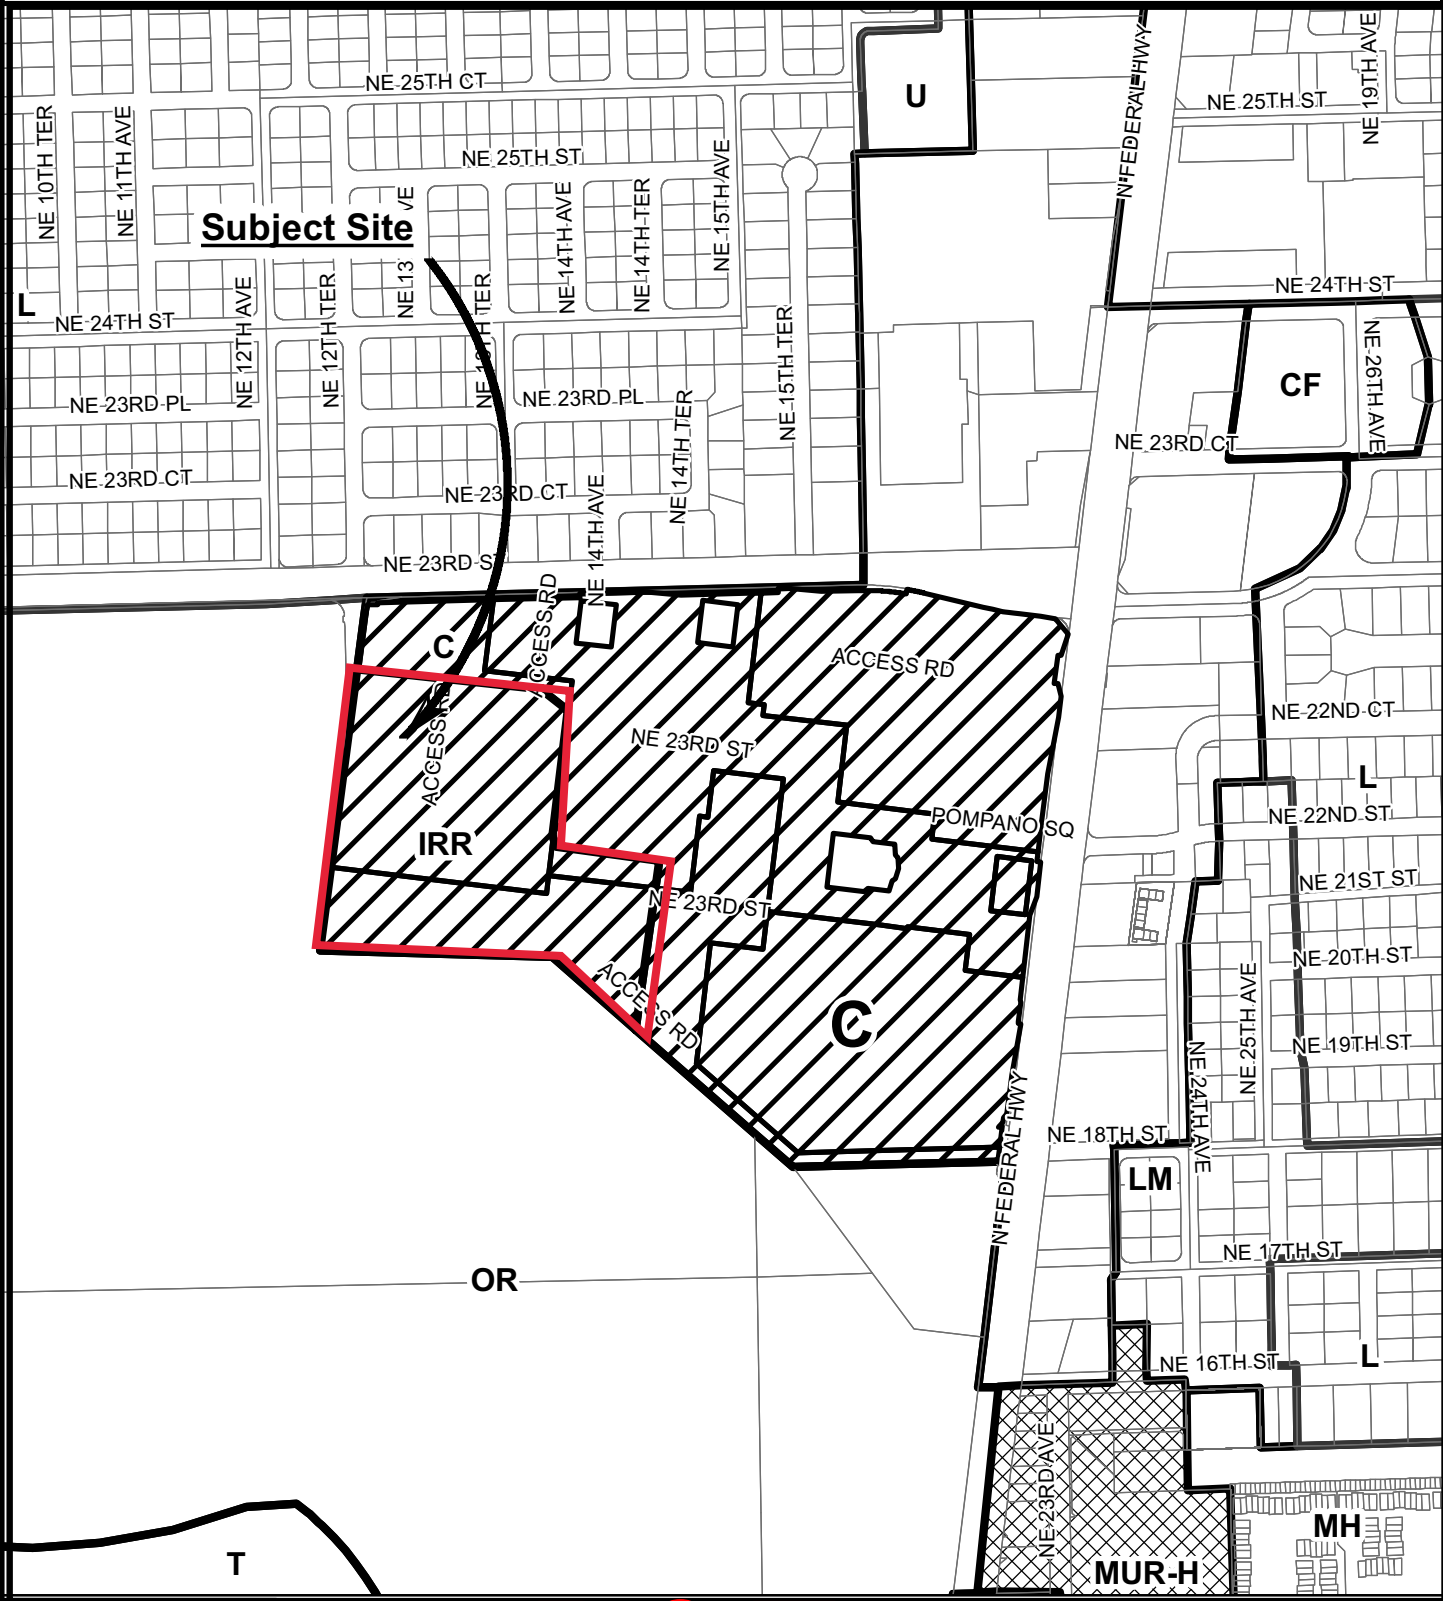 NE 25TH CT
NE 10TH TER
NE 11TH AVE
NE 25TH ST
U
N FEDERAL HWY
NE 25TH ST
NE 19TH AVE
Subject Site
NE 13 VE
NE 14TH AVE
NE 14TH TER
NE 15TH AVE
L
NE 24TH ST
NE 12TH AVE
NE 12TH TER
NE 13TH TER
NE 15TH TER
NE 24TH ST
CF
NE 26TH AVE
NE 23RD PL
NE 23RD PL
NE 14TH TER
NE 23RD CT
NE 23RD CT
NE 23RD CT
NE 14TH AVE
NE 23RD ST
ACCESS RD
C
ACCESS RD
ACCESS RD
NE 23RD ST
NE 22ND CT
L
NE 22ND ST
POMPANO SQ
IRR
NE 21ST ST
NE 23RD ST
NE 20TH ST
ACCESS RD
C
NE 25TH AVE
NE 19TH ST
NE 24TH AVE
N FEDERAL HWY
NE 18TH ST
LM
NE 17TH ST
OR
NE 16TH ST
L
NE 23RD AVE
MH
T
MUR-H